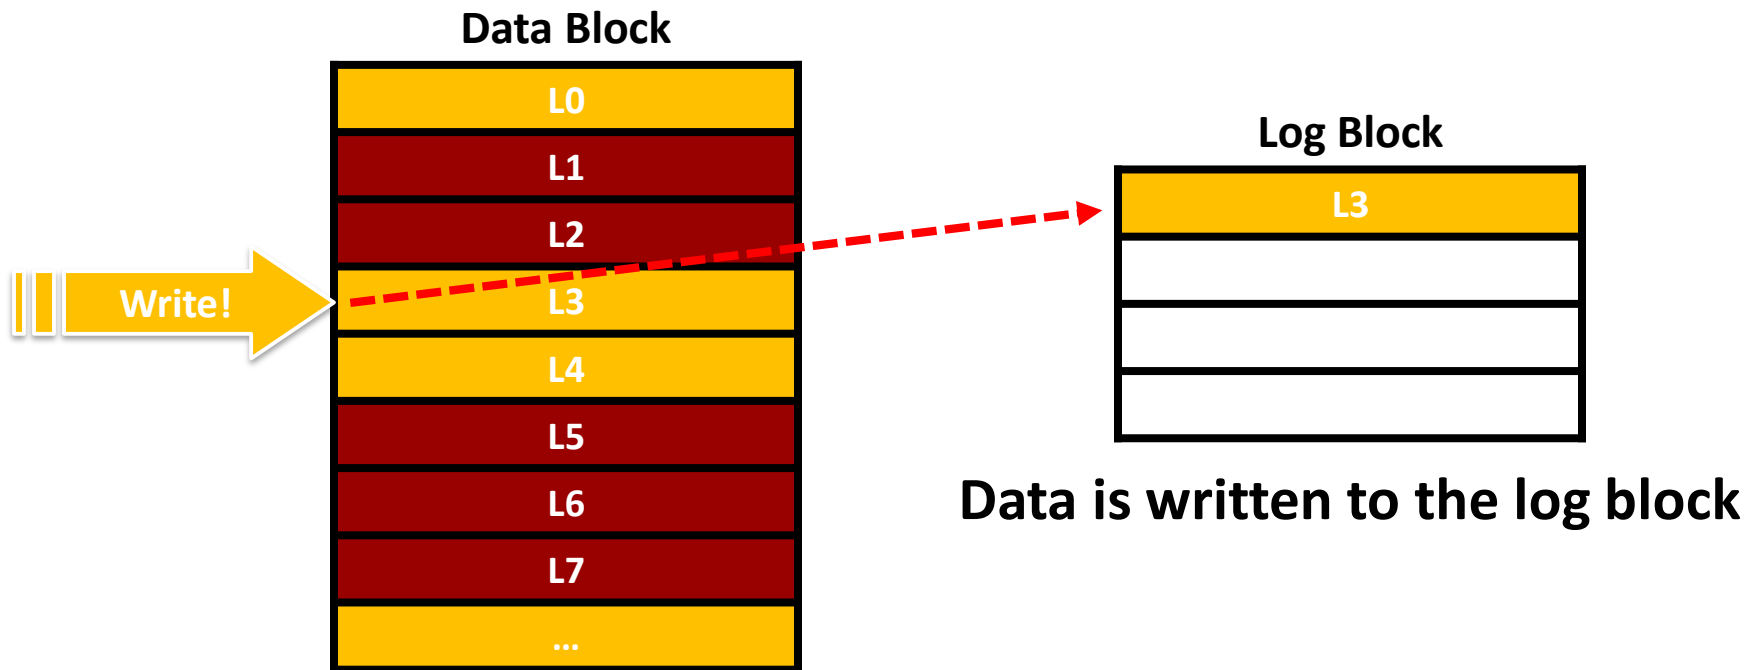 Data Block
L0
L1
L2
Write!
L3
L4
L5
L6
L7
...
Log Block
L3
Data is written to the log block